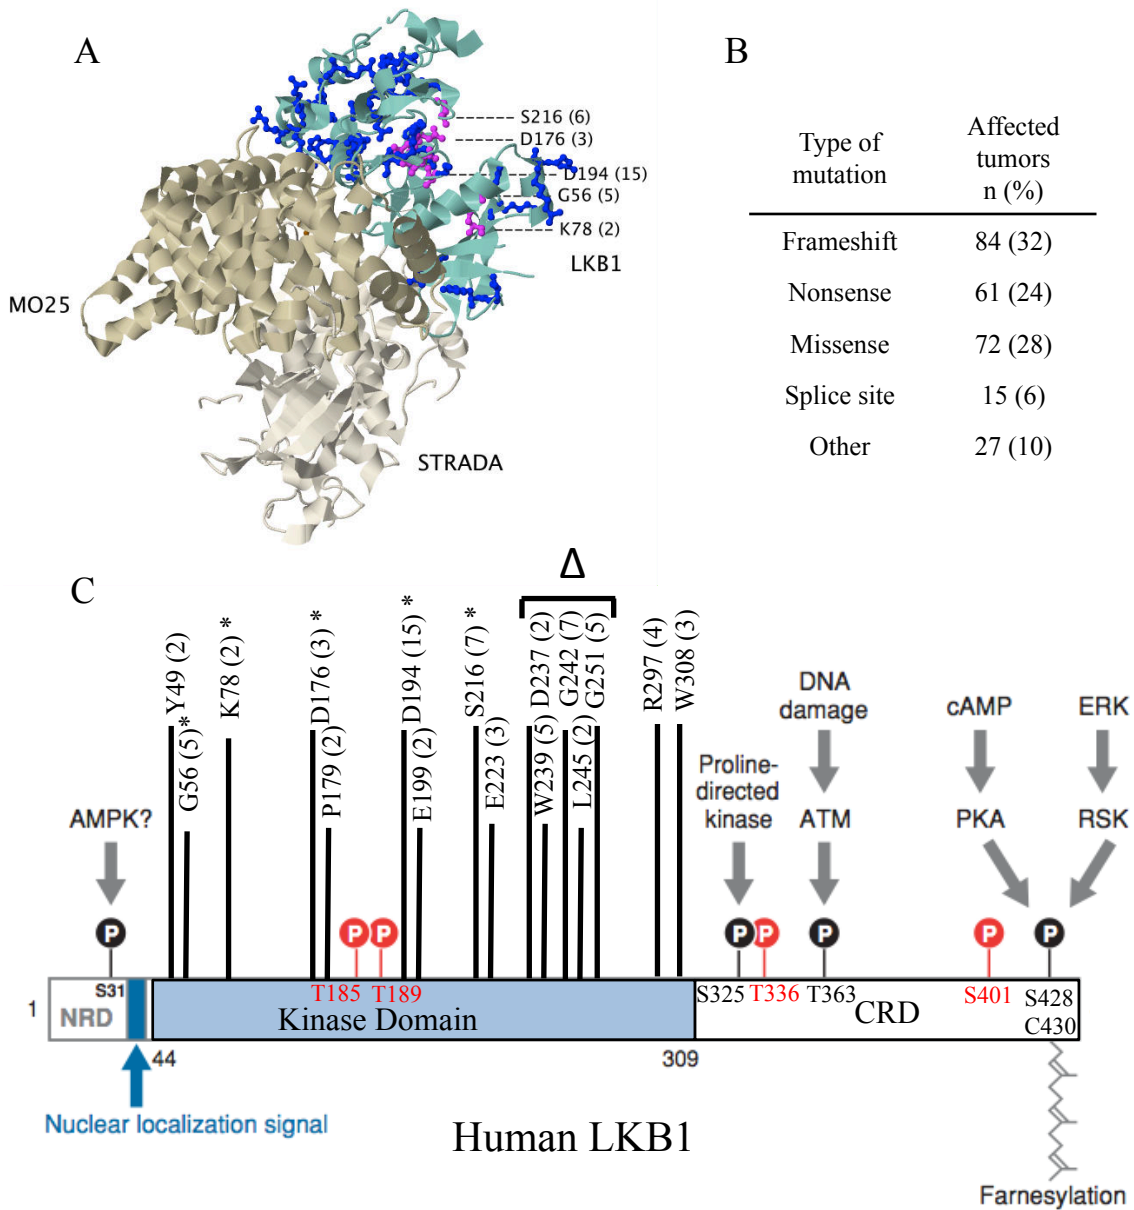 A
S216 (6)
D176 (3)
D194 (15)
G56 (5)
K78 (2)
LKB1
MO25
STRADA
B
Type of
mutation
Affected
tumors
n (%)
Frameshift 84 (32)
Nonsense 61 (24)
Missense 72 (28)
Splice site 15 (6)
Other 27 (10)
C
Δ
Y49 (2)
G56 (5)*
K78 (2) *
D176 (3) *
P179 (2)
D194 (15) *
E199 (2)
S216 (7) *
E223 (3)
D237 (2)
W239 (5)
G242 (7)
L245 (2)
G251 (5)
R297 (4)
W308 (3)
AMPK?
Proline-
directed
kinase
DNA
damage
ATM
cAMP
PKA
ERK
RSK
P
P
P
P
P
P
P
P
1
NRD
S31
T185
T189
Kinase Domain
S325
T336
T363
CRD
S401
S428
C430
44
309
Nuclear localization signal
Human LKB1
Farnesylation